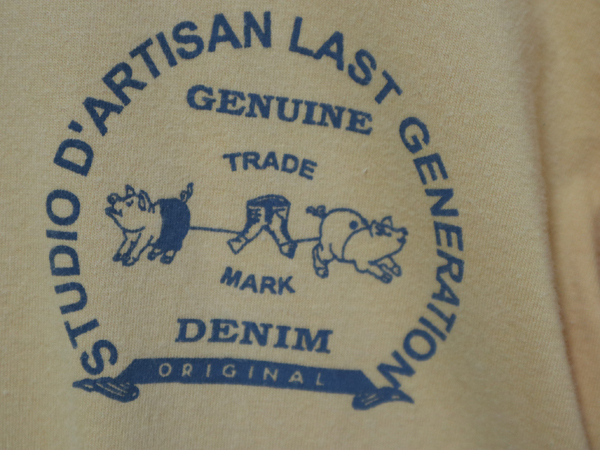 STUDIO D'ARTISAN LAST GENERATION
GENUINE
TRADE
MARK
DENIM
ORIGINAL